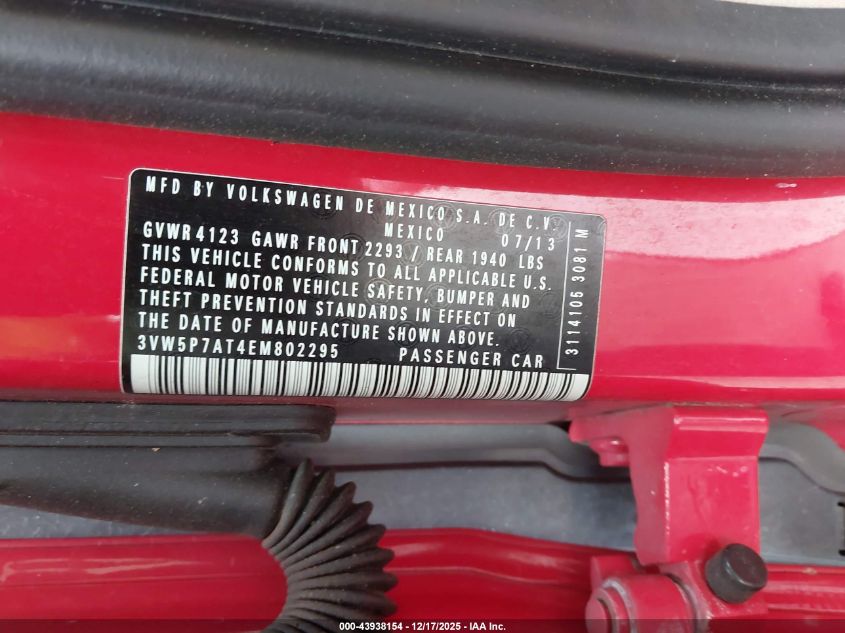 MFD BY VOLKSWAGEN DE MEXICO S.A. DE C.V.
MEXICO 07/13
GVWR 4123 GAWR FRONT 2293 / REAR 1940 LBS
THIS VEHICLE CONFORMS TO ALL APPLICABLE U.S.
FEDERAL MOTOR VEHICLE SAFETY, BUMPER AND
THEFT PREVENTION STANDARDS IN EFFECT ON
THE DATE OF MANUFACTURE SHOWN ABOVE.
3VW5P7AT4EM802295 PASSENGER CAR
3114106 3081 M
000-43938154 - 12/17/2025 - IAA Inc.